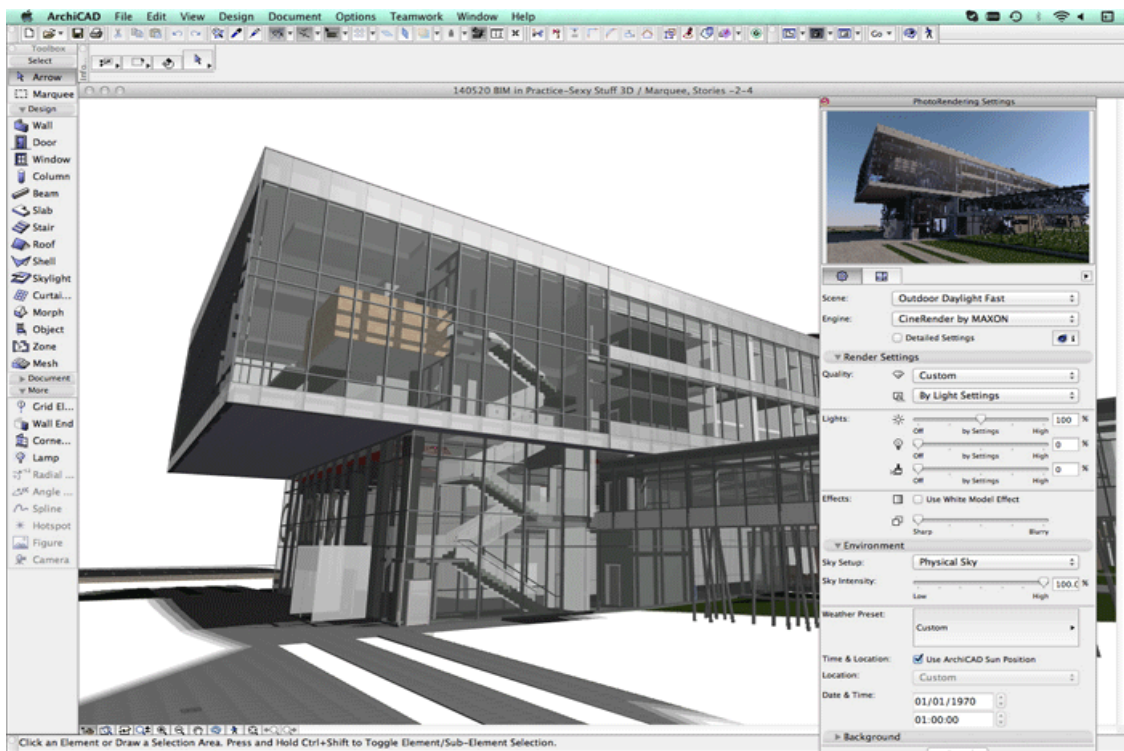 ArchiCAD File Edit View Design Document Options Teamwork Window Help
Go
Toolbox
Select
Info...
Arrow
Marquee
Design
Wall
Door
Window
Column
Beam
Slab
Stair
Roof
Shell
Skylight
Curtai...
Morph
Object
Zone
Mesh
Document
More
Grid El...
Wall End
Corne...
Lamp
Radial ...
Angle ...
Spline
Hotspot
Figure
Camera
140520 BIM in Practice-Sexy Stuff 3D / Marquee, Stories -2-4
PhotoRendering Settings
Scene: Outdoor Daylight Fast
Engine: CineRender by MAXON
Detailed Settings
Render Settings
Quality: Custom
By Light Settings
Lights: 100 %
Off by Settings High
0 %
Off by Settings High
0 %
Off by Settings High
Effects: Use White Model Effect
Sharp Blurry
Environment
Sky Setup: Physical Sky
Sky Intensity: 100.0 %
Low High
Weather Preset:
Custom
Time & Location: Use ArchiCAD Sun Position
Location: Custom
Date & Time: 01/01/1970
01:00:00
Background
Click an Element or Draw a Selection Area. Press and Hold Ctrl+Shift to Toggle Element/Sub-Element Selection.